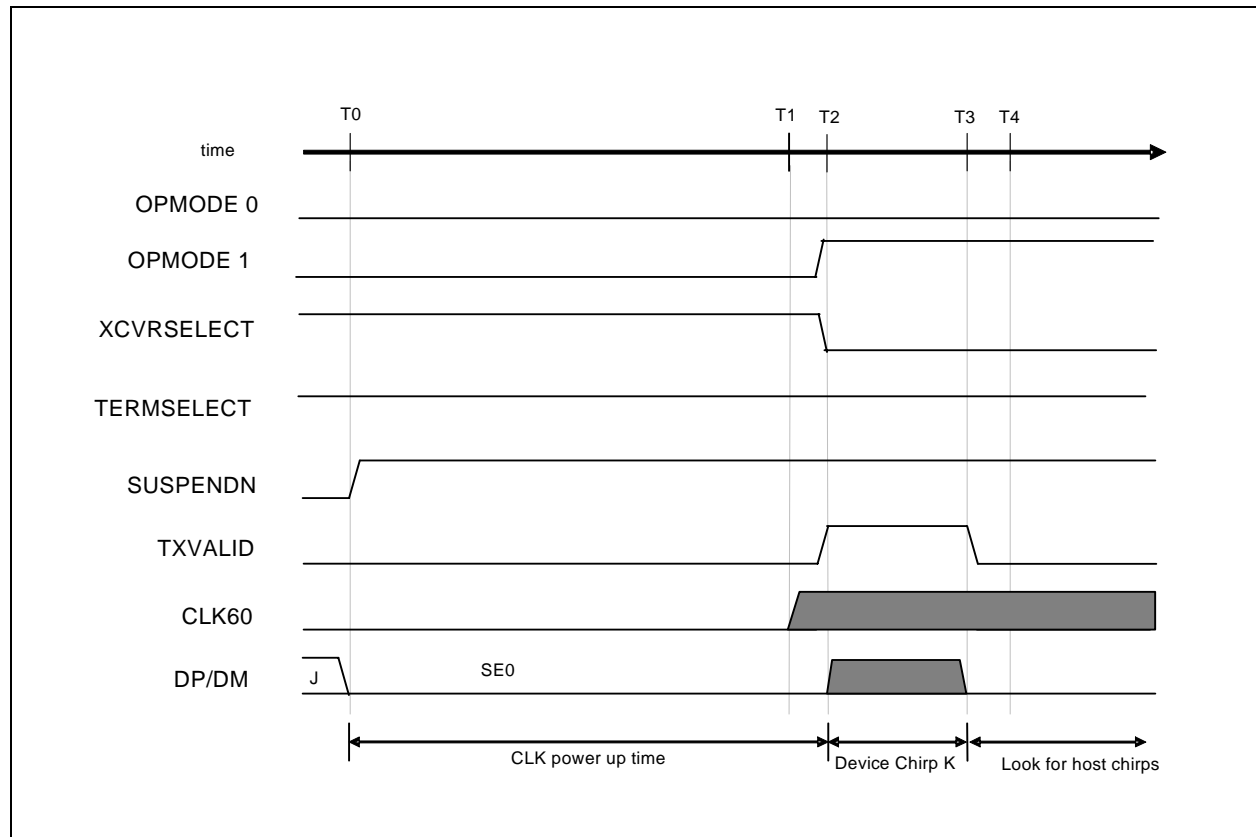 T0
T1
T2
T3
T4
time
OPMODE 0
OPMODE 1
XCVRSELECT
TERMSELECT
SUSPENDN
TXVALID
CLK60
DP/DM
J
SE0
CLK power up time
Device Chirp K
Look for host chirps